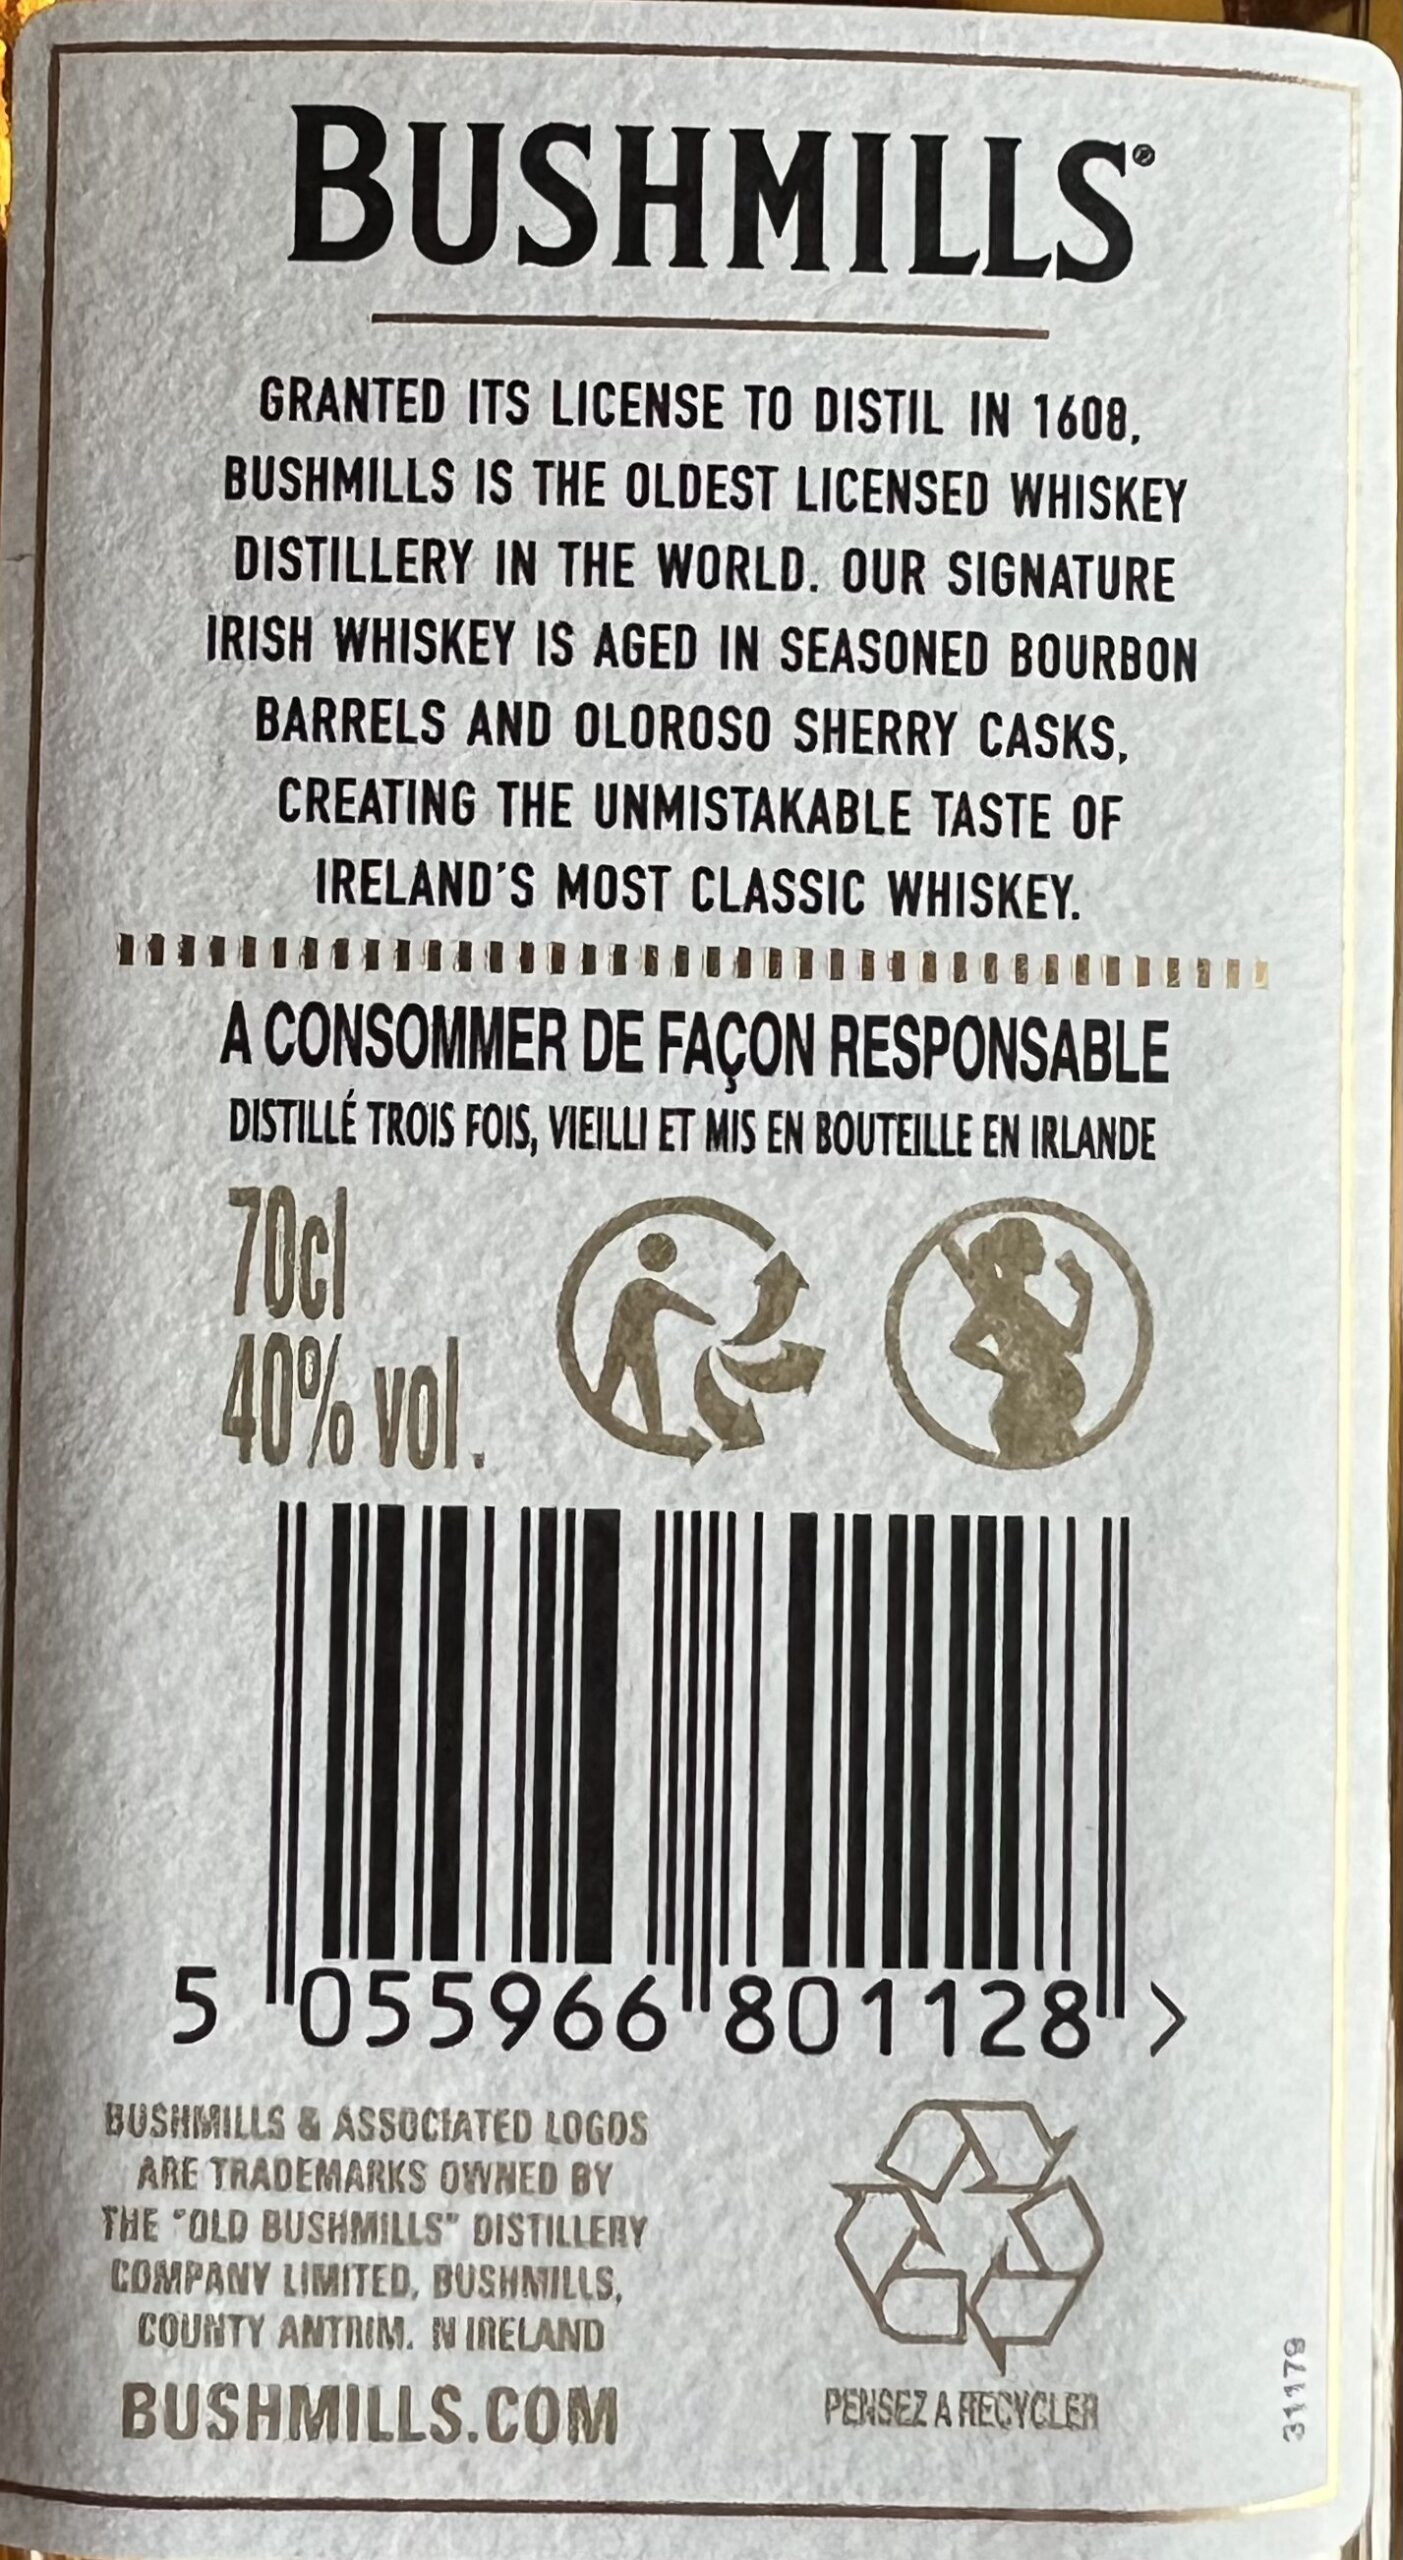 BUSHMILLS®
GRANTED ITS LICENSE TO DISTIL IN 1608,
BUSHMILLS IS THE OLDEST LICENSED WHISKEY
DISTILLERY IN THE WORLD. OUR SIGNATURE
IRISH WHISKEY IS AGED IN SEASONED BOURBON
BARRELS AND OLOROSO SHERRY CASKS,
CREATING THE UNMISTAKABLE TASTE OF
IRELAND'S MOST CLASSIC WHISKEY.
A CONSOMMER DE FAÇON RESPONSABLE
DISTILLÉ TROIS FOIS, VIEILLI ET MIS EN BOUTEILLE EN IRLANDE
70cl
40% vol.
5 055966 801128 >
BUSHMILLS & ASSOCIATED LOGOS
ARE TRADEMARKS OWNED BY
THE "OLD BUSHMILLS" DISTILLERY
COMPANY LIMITED, BUSHMILLS,
COUNTY ANTRIM. N IRELAND
BUSHMILLS.COM
PENSEZ A RECYCLER
31179